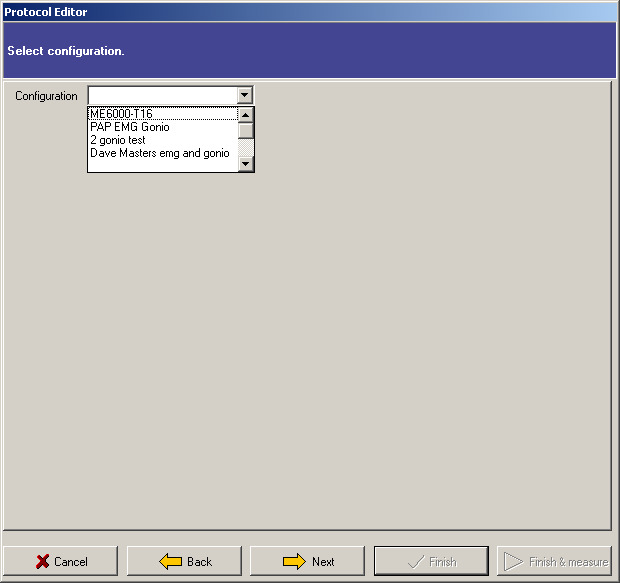 Protocol Editor
Select configuration.
Configuration
ME6000-T16
PAP EMG Gonio
2 gonio test
Dave Masters emg and gonio
Cancel
Back
Next
Finish
Finish & measure